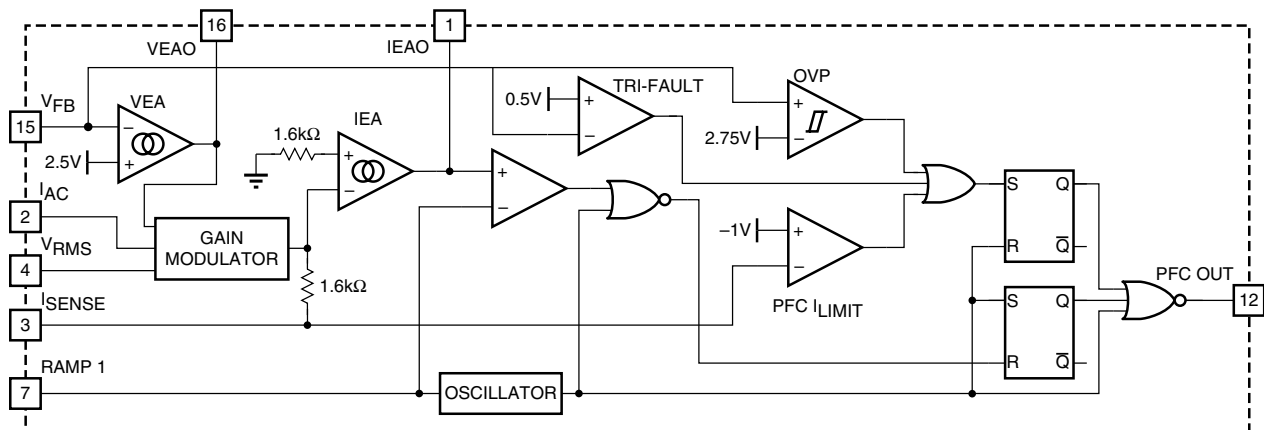 16
1
VEAO
IEAO
VFB
VEA
15
2.5V
IEA
1.6kΩ
0.5V
TRI-FAULT
OVP
2.75V
IAC
2
VRMS
4
GAIN
MODULATOR
1.6kΩ
ISENSE
3
–1V
PFC ILIMIT
S
Q
R
Q̅
S
Q
R
Q̅
PFC OUT
12
RAMP 1
7
OSCILLATOR
+
–
+
–
+
–
+
–
+
–
+
–